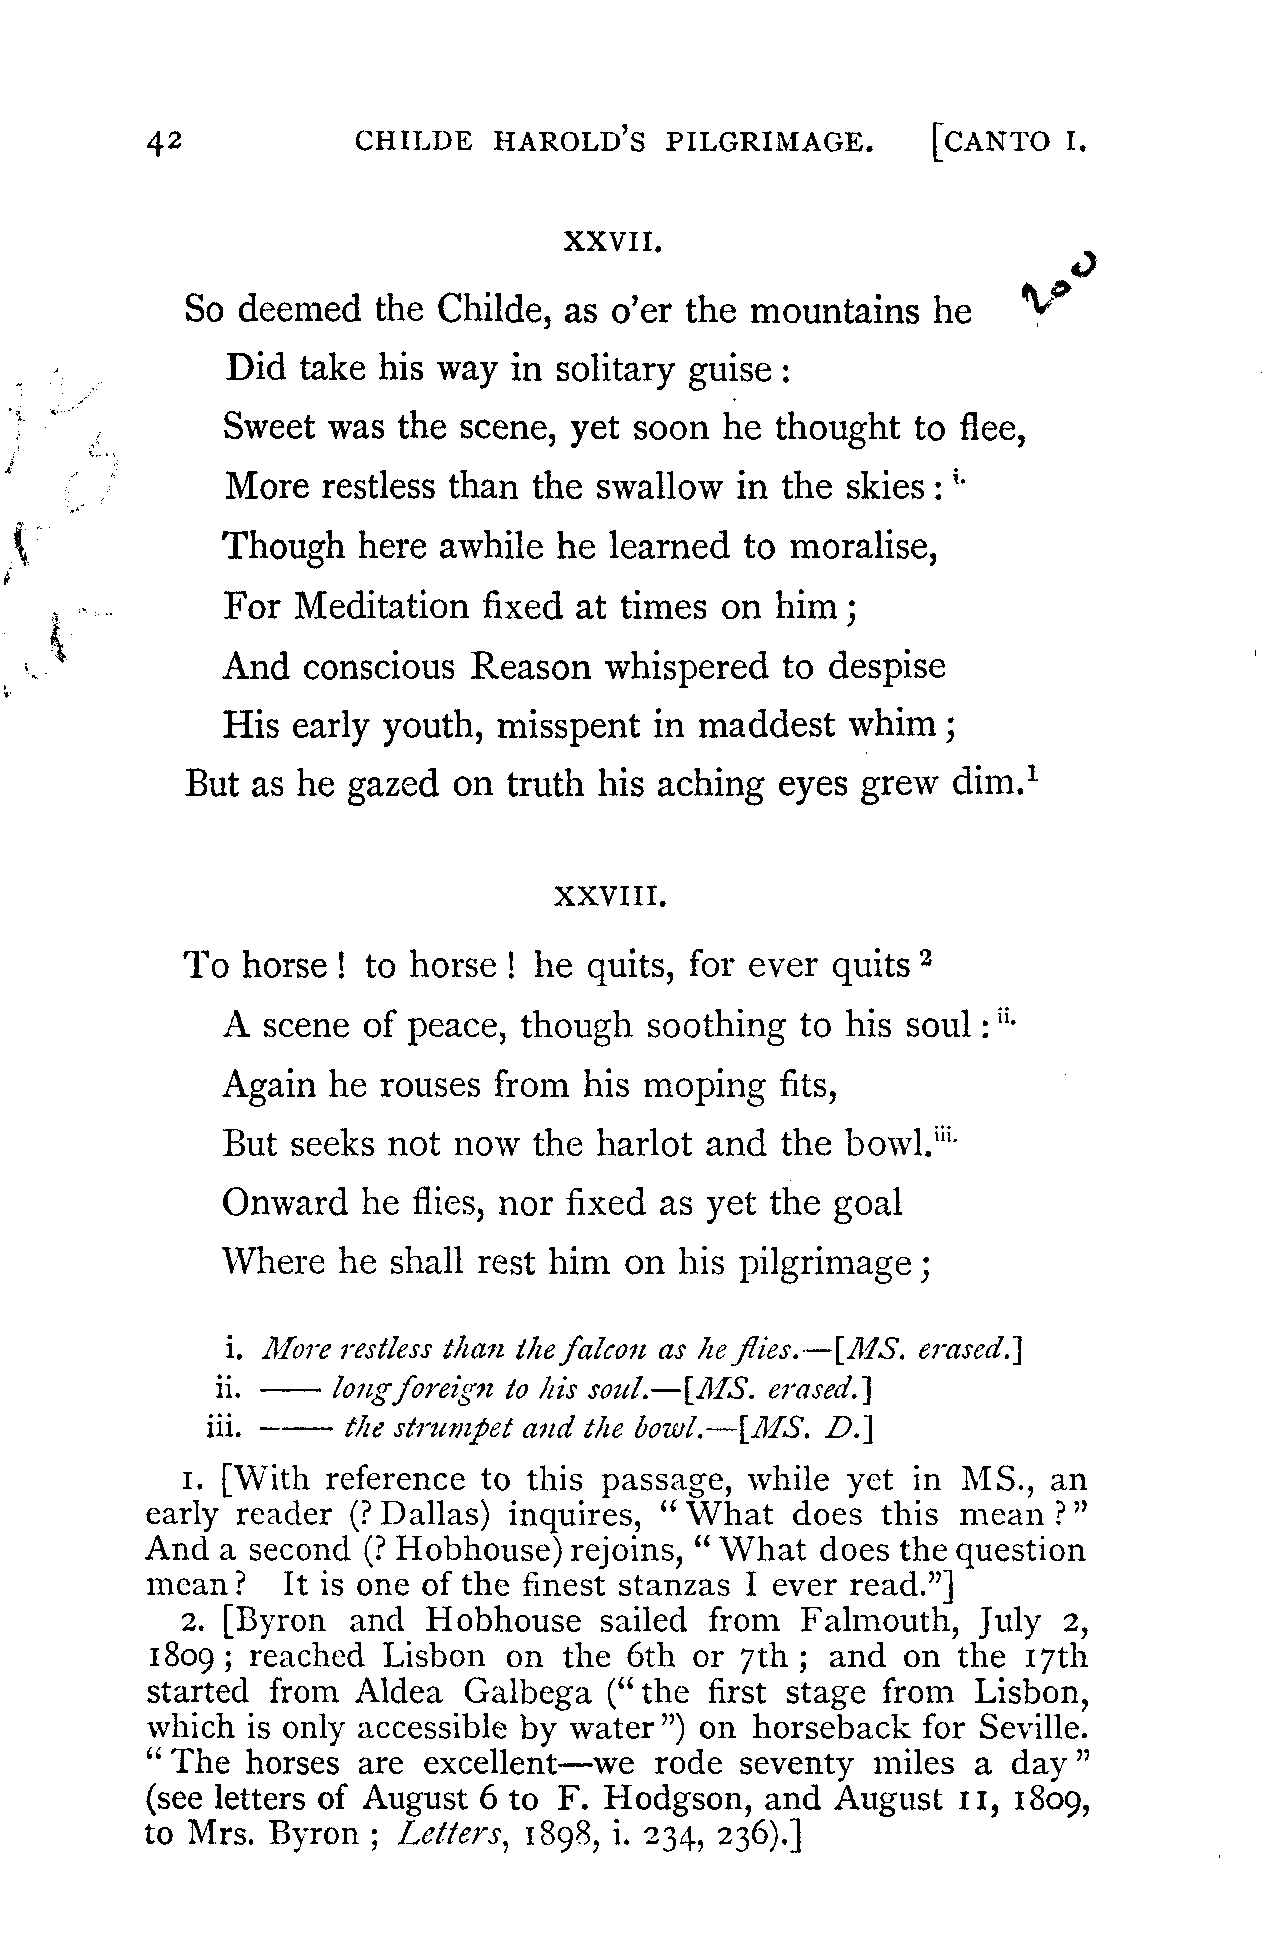 42 CHILDE HAROLD'S PILGRIMAGE. [CANTO I.
XXVII.
So deemed the Childe, as o'er the mountains he
Did take his way in solitary guise :
Sweet was the scene, yet soon he thought to flee,
More restless than the swallow in the skies : i.
Though here awhile he learned to moralise,
For Meditation fixed at times on him ;
And conscious Reason whispered to despise
His early youth, misspent in maddest whim ;
But as he gazed on truth his aching eyes grew dim.¹
XXVIII.
To horse ! to horse ! he quits, for ever quits ²
A scene of peace, though soothing to his soul : ii.
Again he rouses from his moping fits,
But seeks not now the harlot and the bowl.iii.
Onward he flies, nor fixed as yet the goal
Where he shall rest him on his pilgrimage ;
i. More restless than the falcon as he flies.—[MS. erased.]
ii. —— long foreign to his soul.—[MS. erased.]
iii. —— the strumpet and the bowl.—[MS. D.]
1. [With reference to this passage, while yet in MS., an
early reader (? Dallas) inquires, “What does this mean ?”
And a second (? Hobhouse) rejoins, “What does the question
mean ? It is one of the finest stanzas I ever read.”]
2. [Byron and Hobhouse sailed from Falmouth, July 2,
1809 ; reached Lisbon on the 6th or 7th ; and on the 17th
started from Aldea Galbega (“the first stage from Lisbon,
which is only accessible by water”) on horseback for Seville.
“The horses are excellent—we rode seventy miles a day”
(see letters of August 6 to F. Hodgson, and August 11, 1809,
to Mrs. Byron ; Letters, 1898, i. 234, 236).]